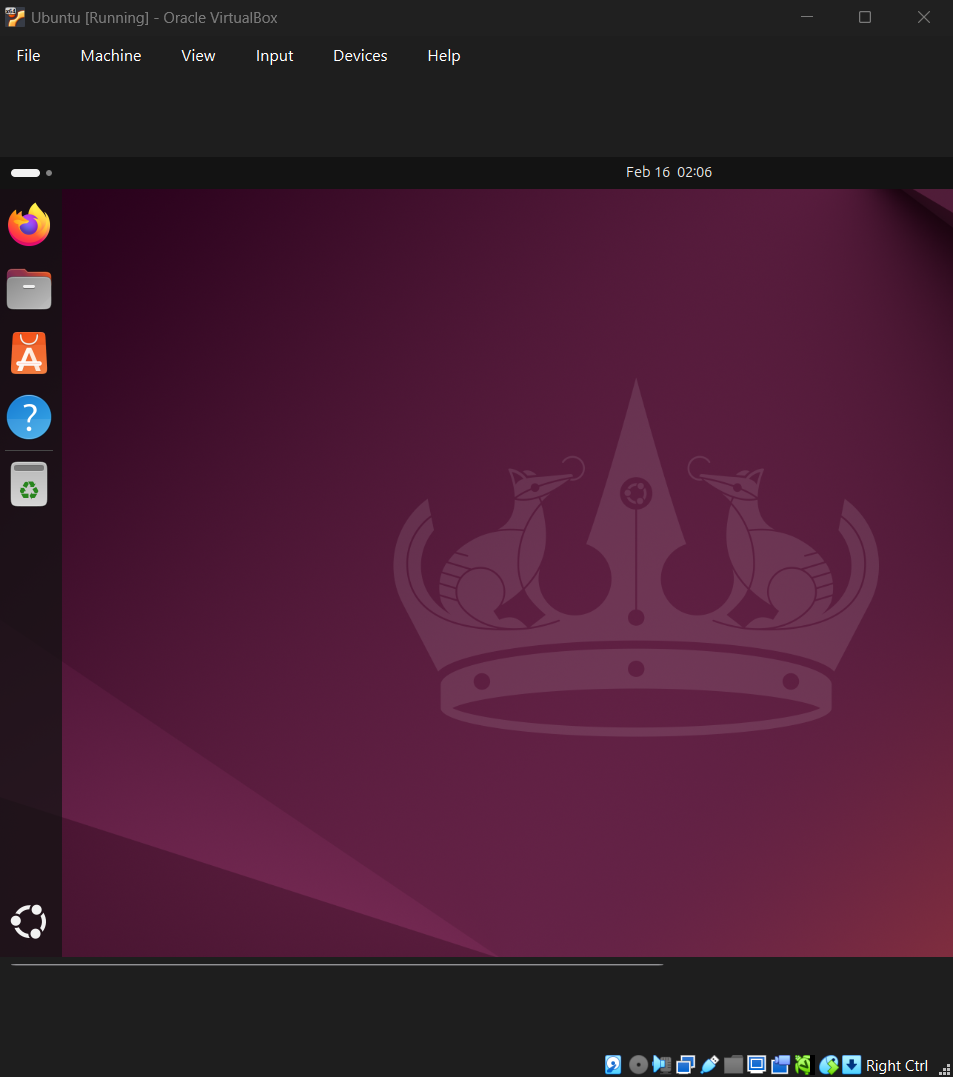 Ubuntu [Running] - Oracle VirtualBox
File Machine View Input Devices Help
Feb 16 02:06
Right Ctrl